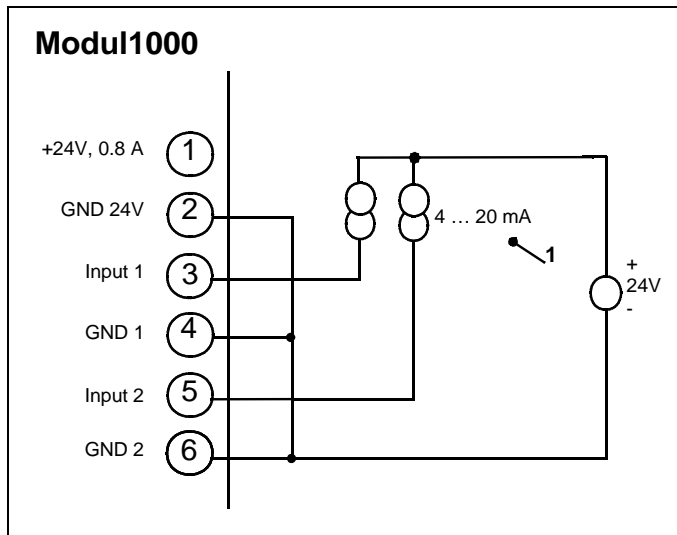 Modul1000
+24V, 0.8 A
1
GND 24V
2
Input 1
3
GND 1
4
Input 2
5
GND 2
6
4 … 20 mA
1
+
24V
-